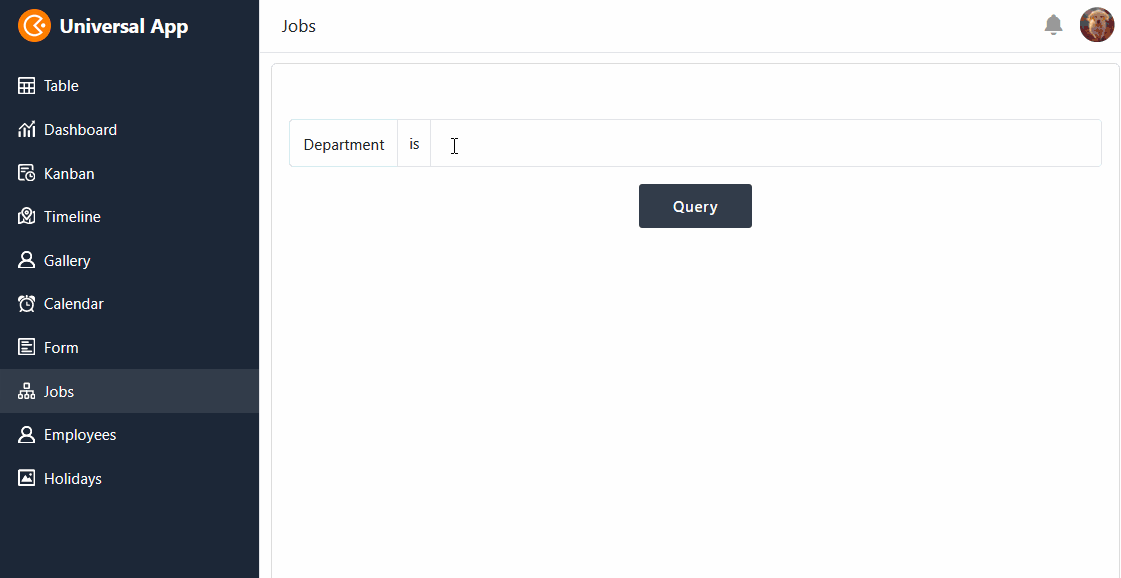 Universal App
Jobs
Table
Dashboard
Kanban
Timeline
Gallery
Calendar
Form
Jobs
Employees
Holidays
Department is
Query